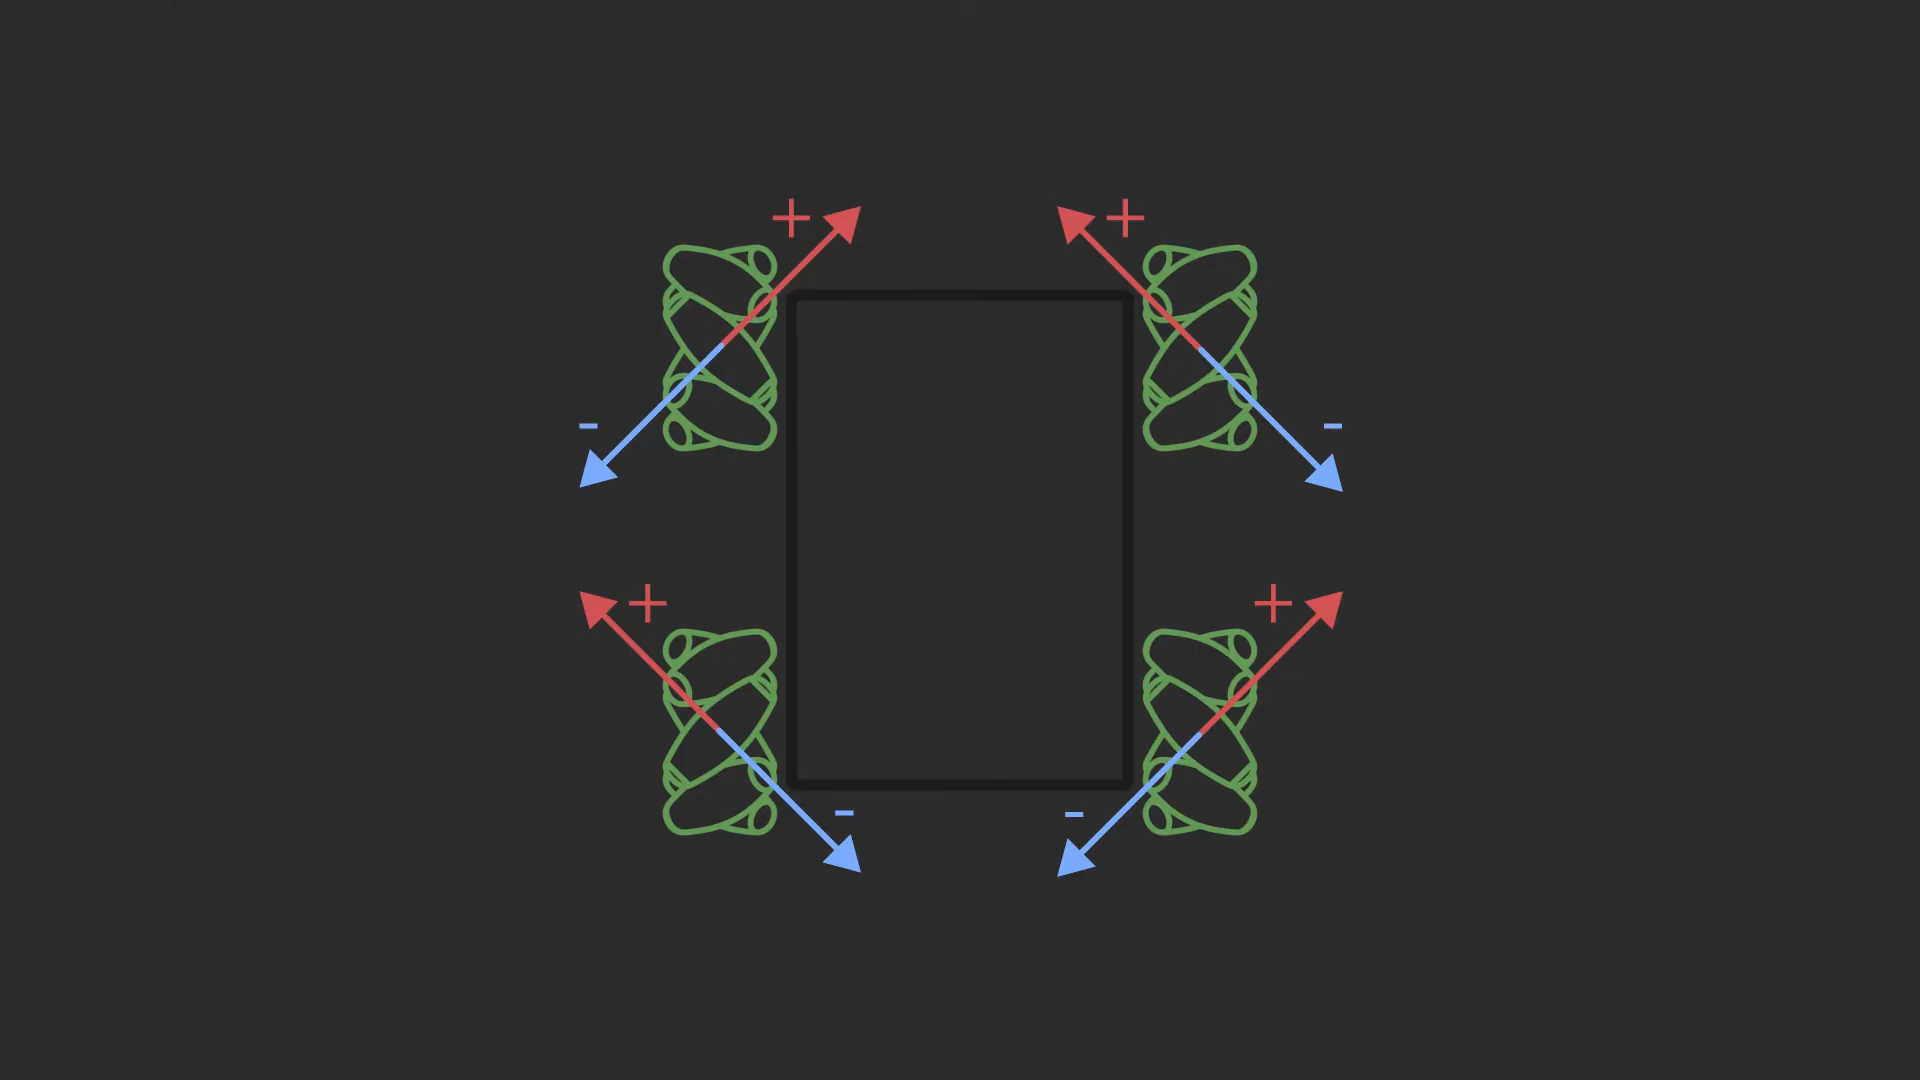 + +
- -
+ +
- -